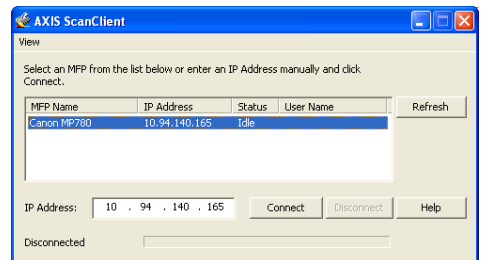 AXIS ScanClient
View
Select an MFP from the list below or enter an IP Address manually and click
Connect.
MFP Name IP Address Status User Name Refresh
Canon MP780 10.94.140.165 Idle
IP Address: 10 . 94 . 140 . 165 Connect Disconnect Help
Disconnected